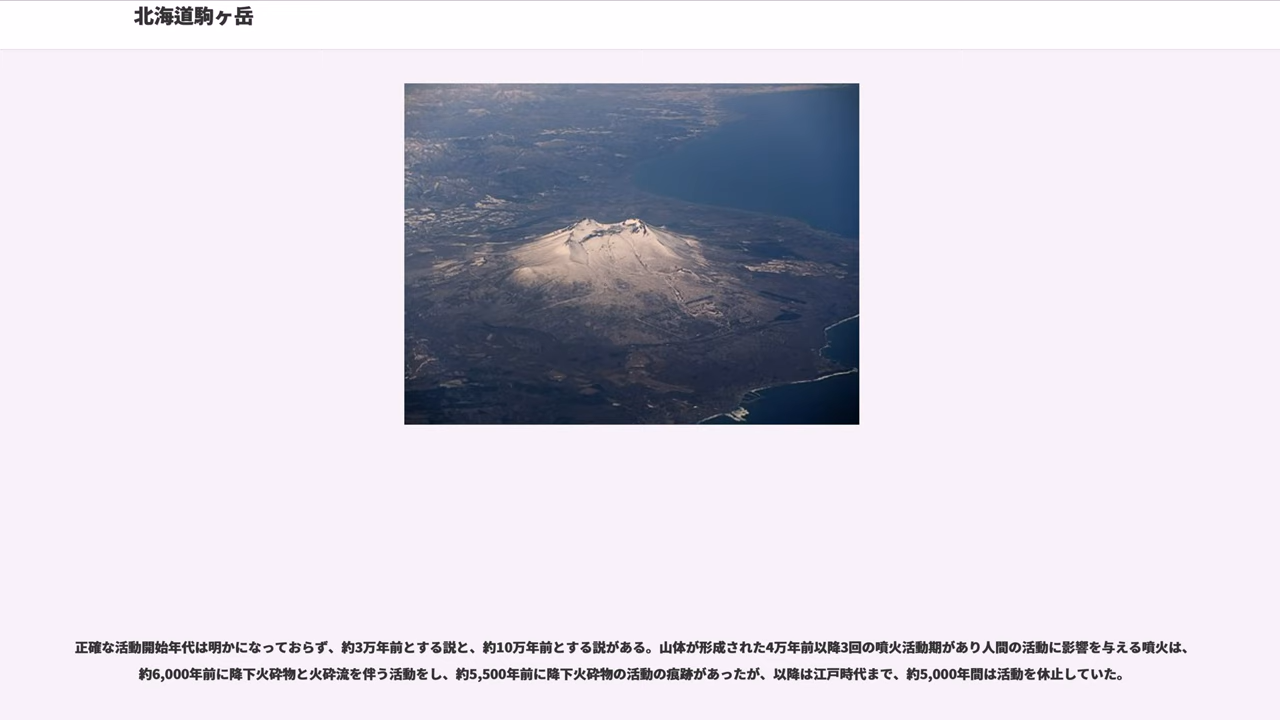 北海道駒ヶ岳
正確な活動開始年代は明かになっておらず、約3万年前とする説と、約10万年前とする説がある。山体が形成された4万年前以降3回の噴火活動期があり人間の活動に影響を与える噴火は、
約6,000年前に降下火砕物と火砕流を伴う活動をし、約5,500年前に降下火砕物の活動の痕跡があったが、以降は江戸時代まで、約5,000年間は活動を休止していた。